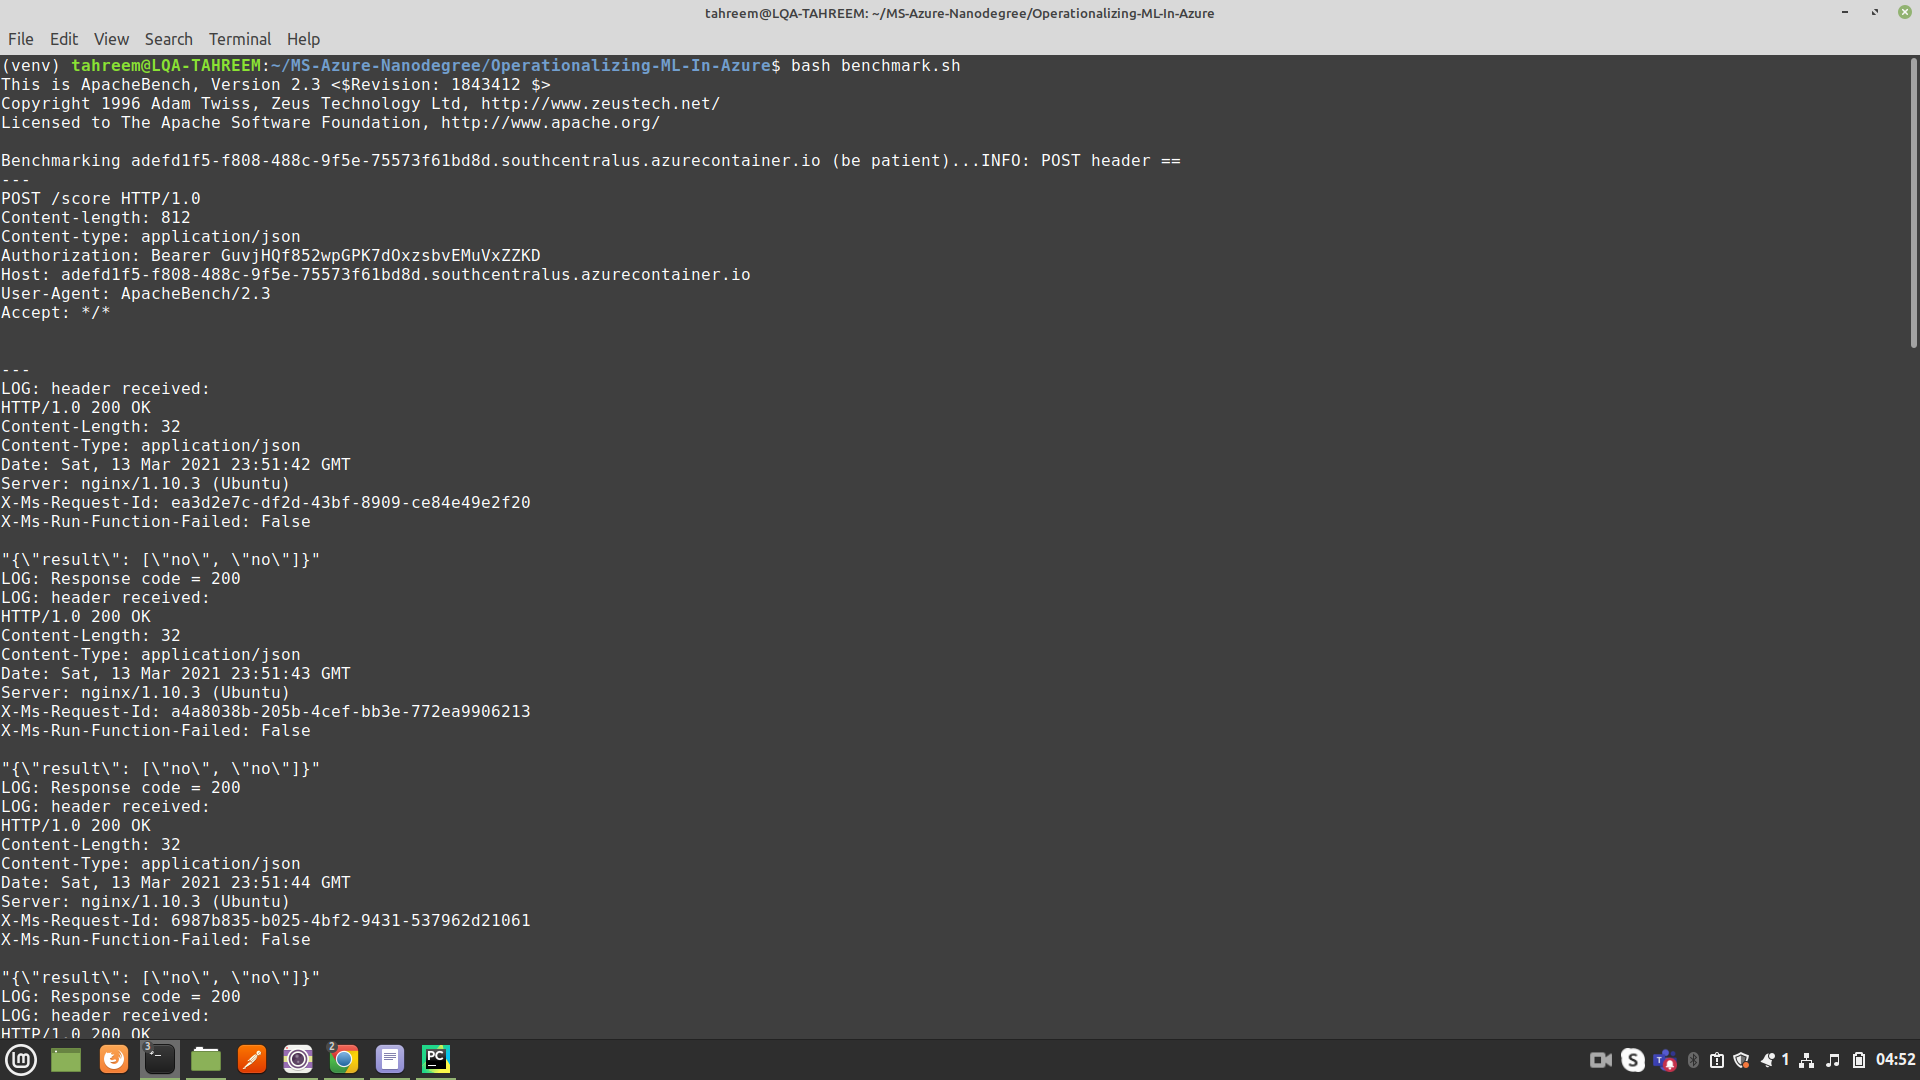 tahreem@LQA-TAHREEM: ~/MS-Azure-Nanodegree/Operationalizing-ML-In-Azure
File Edit View Search Terminal Help
(venv) tahreem@LQA-TAHREEM:~/MS-Azure-Nanodegree/Operationalizing-ML-In-Azure$ bash benchmark.sh
This is ApacheBench, Version 2.3 <$Revision: 1843412 $>
Copyright 1996 Adam Twiss, Zeus Technology Ltd, http://www.zeustech.net/
Licensed to The Apache Software Foundation, http://www.apache.org/
Benchmarking adefd1f5-f808-488c-9f5e-75573f61bd8d.southcentralus.azurecontainer.io (be patient)...INFO: POST header ==
---
POST /score HTTP/1.0
Content-length: 812
Content-type: application/json
Authorization: Bearer GuvjHQf852wpGPK7dOxzsbvEMuVxZZKD
Host: adefd1f5-f808-488c-9f5e-75573f61bd8d.southcentralus.azurecontainer.io
User-Agent: ApacheBench/2.3
Accept: */*
---
LOG: header received:
HTTP/1.0 200 OK
Content-Length: 32
Content-Type: application/json
Date: Sat, 13 Mar 2021 23:51:42 GMT
Server: nginx/1.10.3 (Ubuntu)
X-Ms-Request-Id: ea3d2e7c-df2d-43bf-8909-ce84e49e2f20
X-Ms-Run-Function-Failed: False
"{\"result\": [\"no\", \"no\"]}"
LOG: Response code = 200
LOG: header received:
HTTP/1.0 200 OK
Content-Length: 32
Content-Type: application/json
Date: Sat, 13 Mar 2021 23:51:43 GMT
Server: nginx/1.10.3 (Ubuntu)
X-Ms-Request-Id: a4a8038b-205b-4cef-bb3e-772ea9906213
X-Ms-Run-Function-Failed: False
"{\"result\": [\"no\", \"no\"]}"
LOG: Response code = 200
LOG: header received:
HTTP/1.0 200 OK
Content-Length: 32
Content-Type: application/json
Date: Sat, 13 Mar 2021 23:51:44 GMT
Server: nginx/1.10.3 (Ubuntu)
X-Ms-Request-Id: 6987b835-b025-4bf2-9431-537962d21061
X-Ms-Run-Function-Failed: False
"{\"result\": [\"no\", \"no\"]}"
LOG: Response code = 200
LOG: header received:
HTTP/1.0 200 OK
3 2 PC 1 04:52